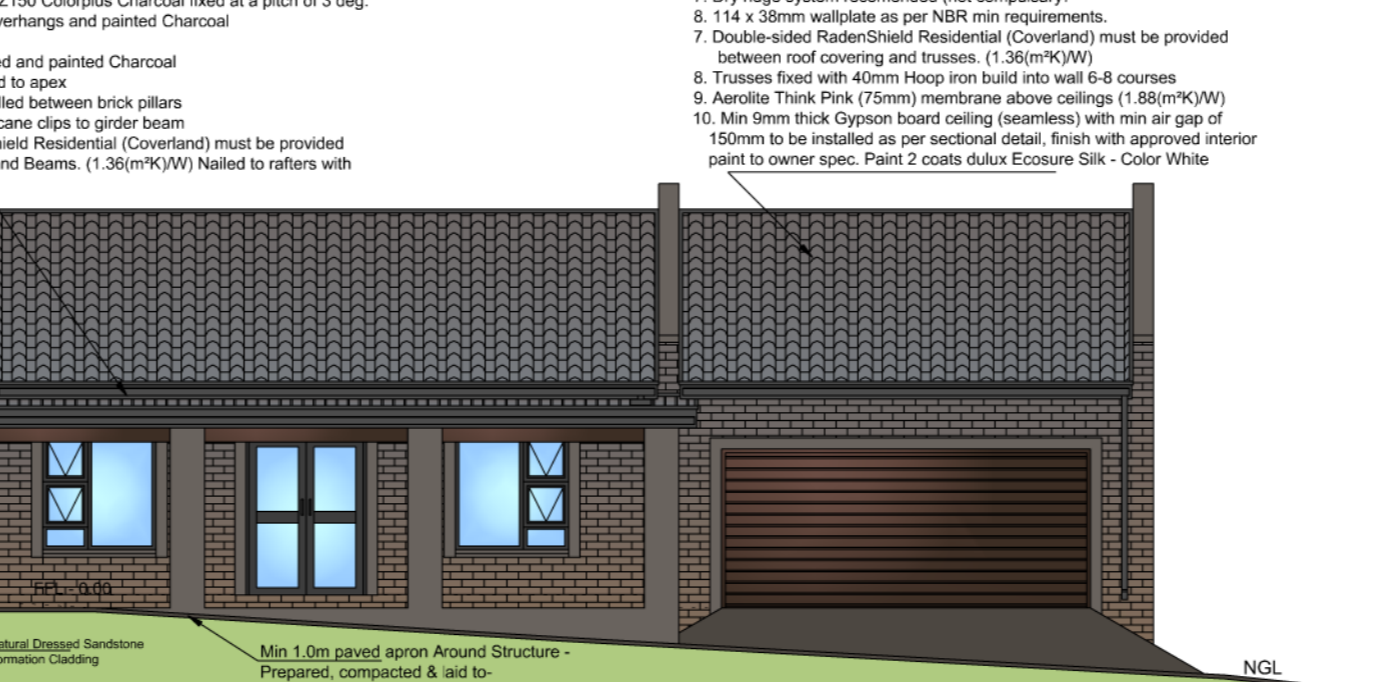 Z150 Colorplus Charcoal fixed at a pitch of 3 deg.
verhangs and painted Charcoal
ed and painted Charcoal
d to apex
lled between brick pillars
cane clips to girder beam
hield Residential (Coverland) must be provided
nd Beams. (1.36(m²K)/W) Nailed to rafters with
8. 114 x 38mm wallplate as per NBR min requirements.
7. Double-sided RadenShield Residential (Coverland) must be provided
between roof covering and trusses. (1.36(m²K)/W)
8. Trusses fixed with 40mm Hoop iron build into wall 6-8 courses
9. Aerolite Think Pink (75mm) membrane above ceilings (1.88(m²K)/W)
10. Min 9mm thick Gypson board ceiling (seamless) with min air gap of
150mm to be installed as per sectional detail, finish with approved interior
paint to owner spec. Paint 2 coats dulux Ecosure Silk - Color White
FFL - 0.00
atural Dressed Sandstone
ormation Cladding
Min 1.0m paved apron Around Structure -
Prepared, compacted & laid to-
NGL